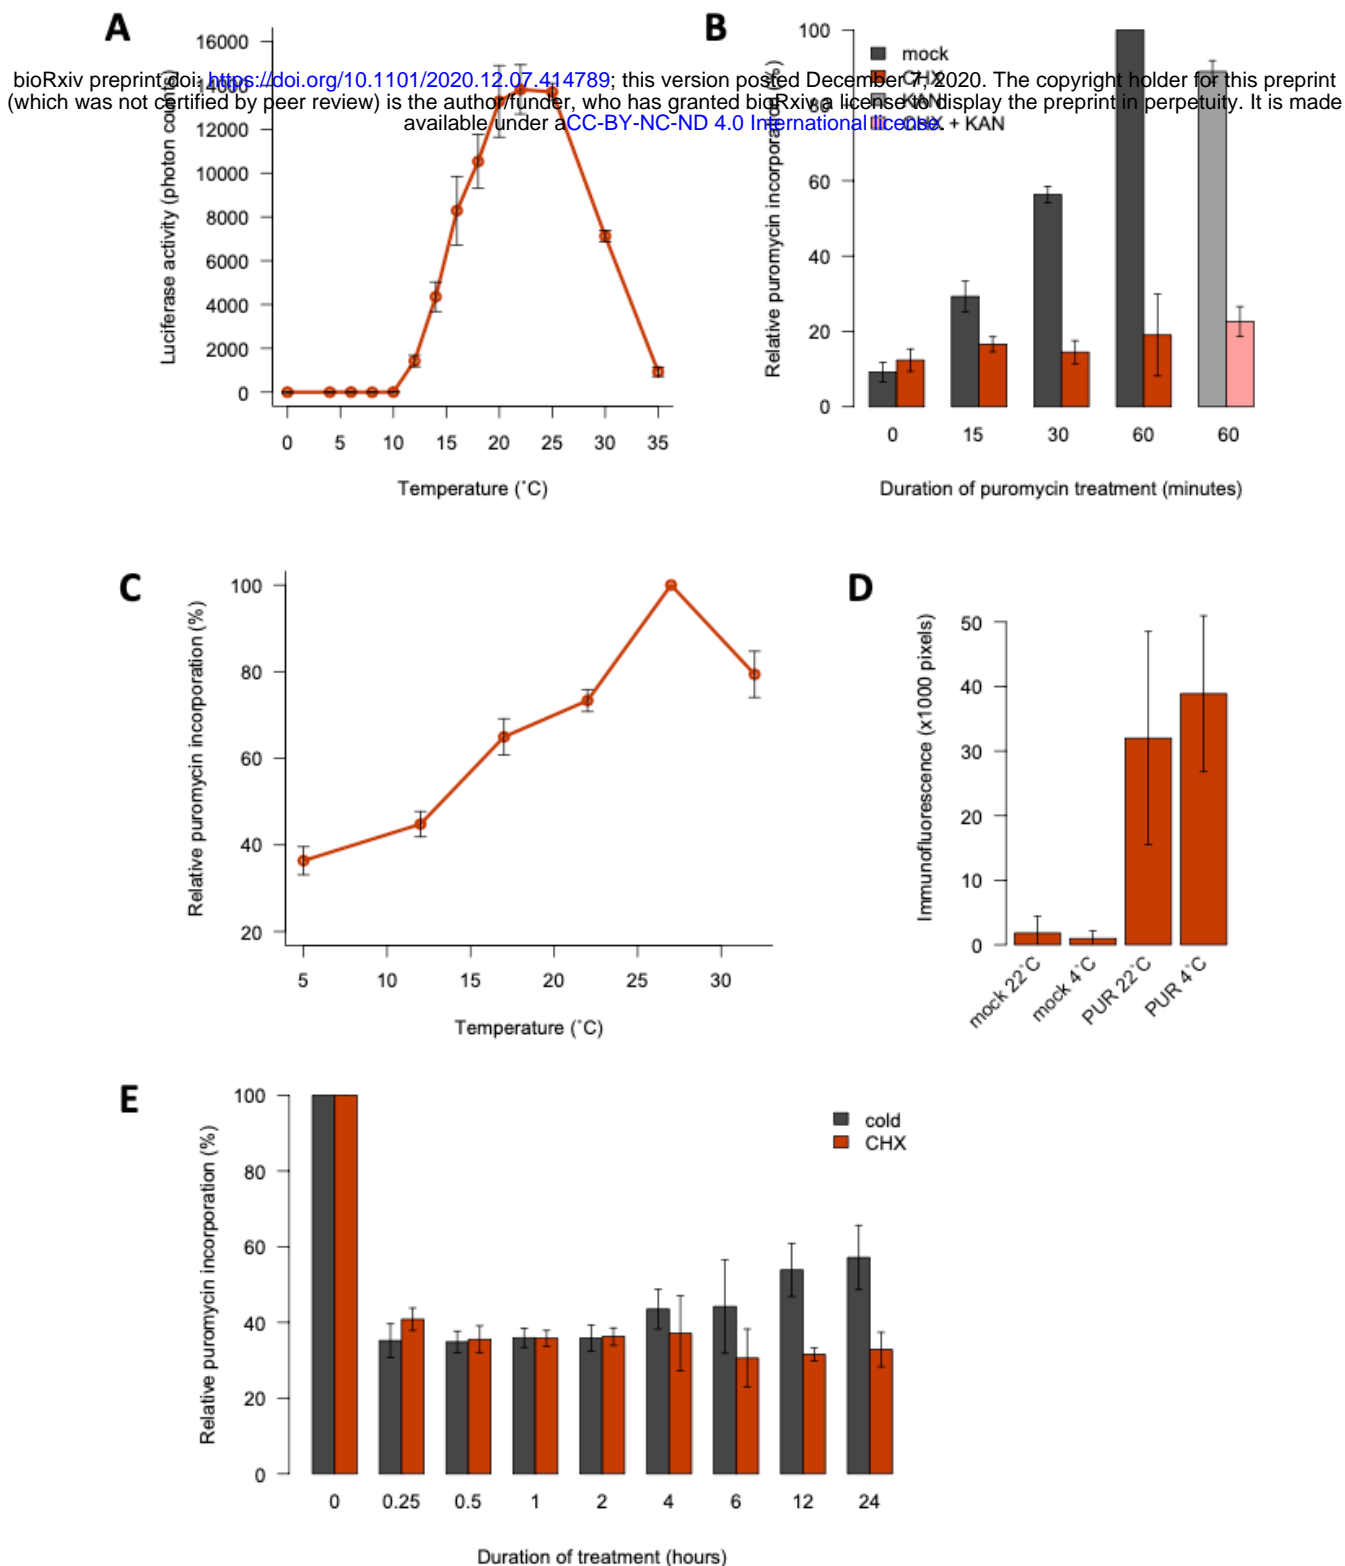 A
B
bioRxiv preprint doi: https://doi.org/10.1101/2020.12.07.414789; this version posted December 7, 2020. The copyright holder for this preprint
(which was not certified by peer review) is the author/funder, who has granted bioRxiv a license to display the preprint in perpetuity. It is made
available under aCC-BY-NC-ND 4.0 International license.
Luciferase activity (photon counts)
16000
14000
12000
10000
8000
6000
4000
2000
0
0 5 10 15 20 25 30 35
Temperature (˚C)
Relative puromycin incorporation (%)
100
80
60
40
20
0
mock
CHX
KAN
CHX + KAN
0 15 30 60 60
Duration of puromycin treatment (minutes)
C
Relative puromycin incorporation (%)
100
80
60
40
20
5 10 15 20 25 30
Temperature (˚C)
D
Immunofluorescence (x1000 pixels)
50
40
30
20
10
0
mock 22˚C
mock 4˚C
PUR 22˚C
PUR 4˚C
E
Relative puromycin incorporation (%)
100
80
60
40
20
0
cold
CHX
0 0.25 0.5 1 2 4 6 12 24
Duration of treatment (hours)